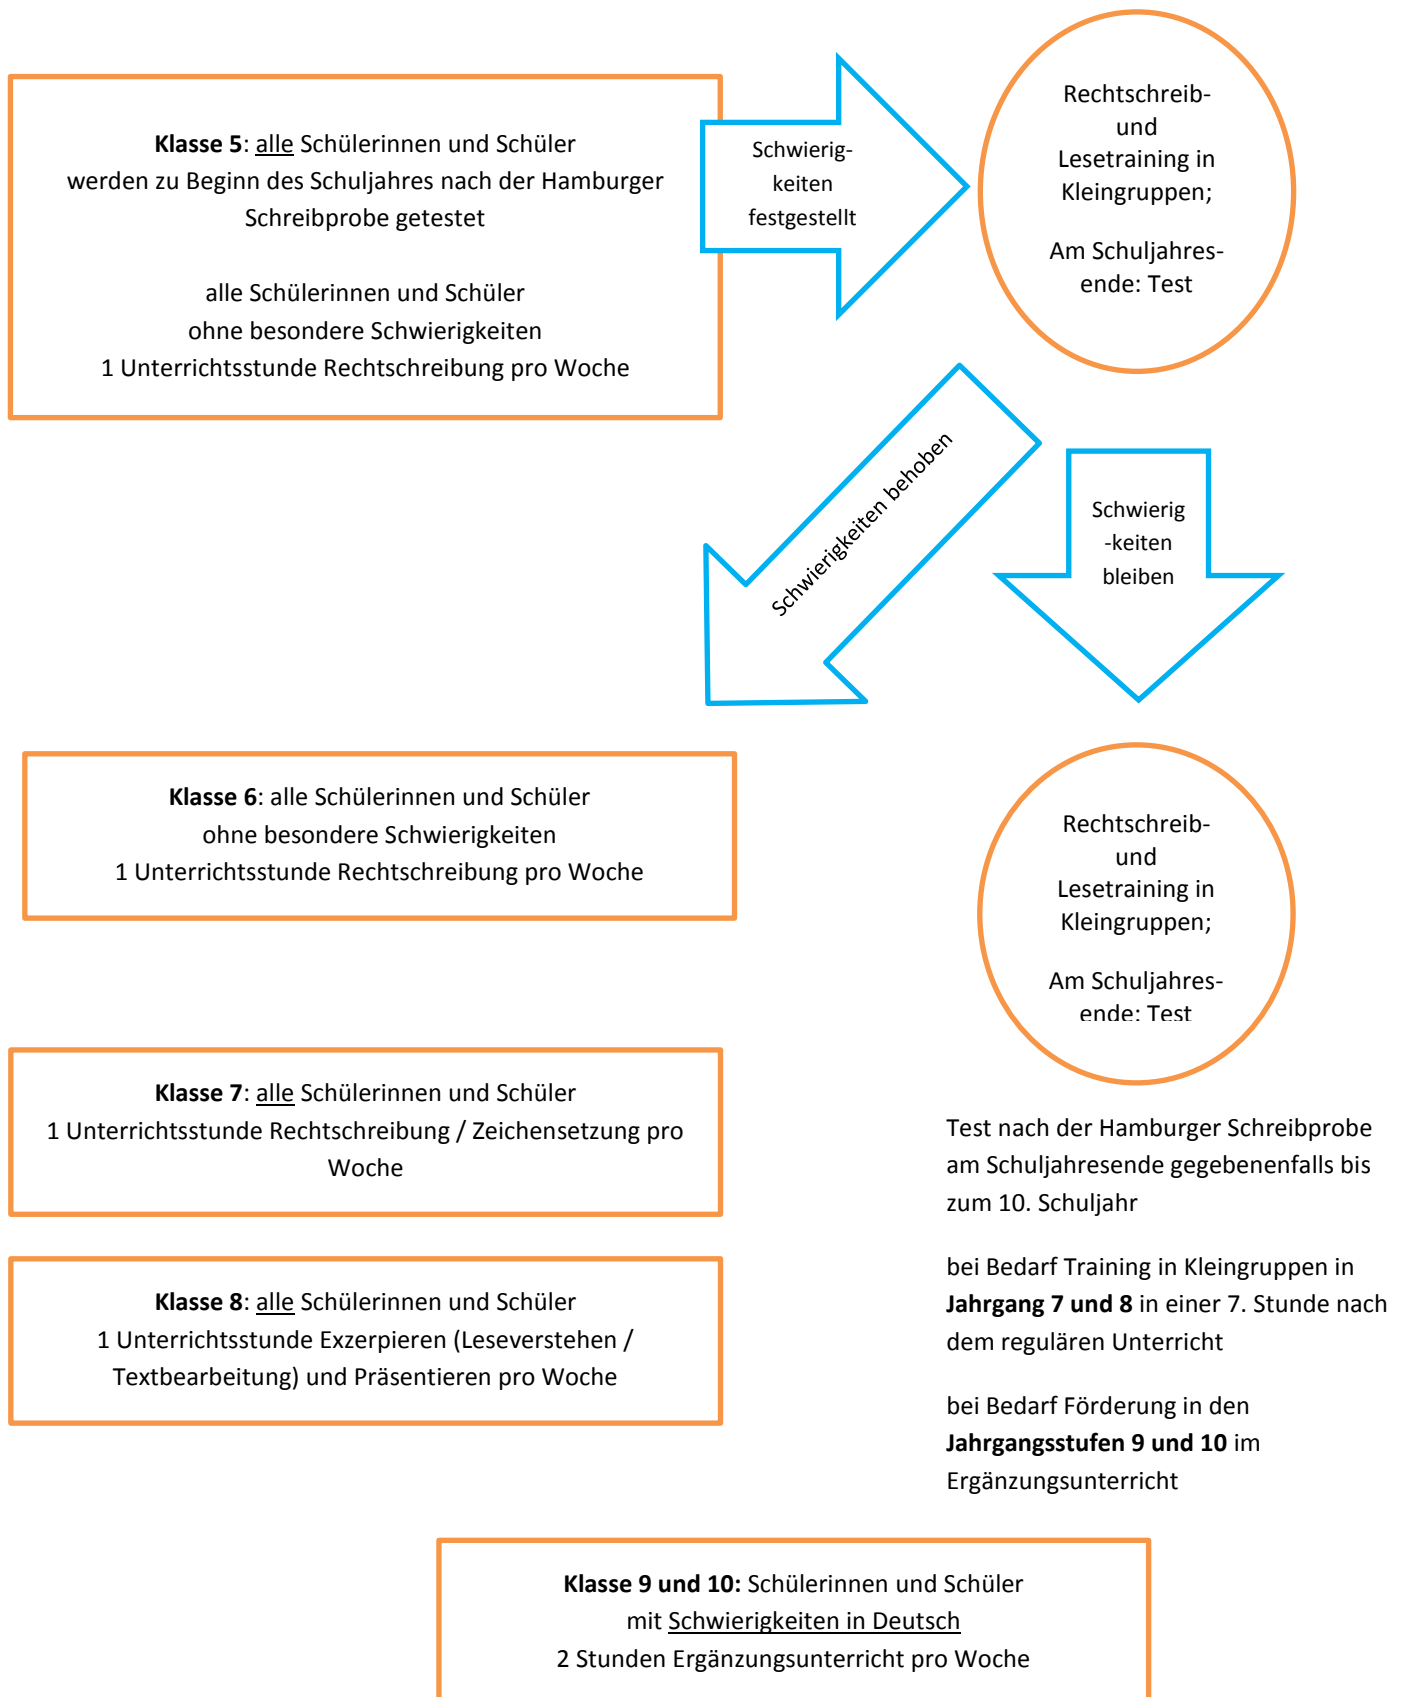 Klasse 5: alle Schülerinnen und Schüler
werden zu Beginn des Schuljahres nach der Hamburger
Schreibprobe getestet
alle Schülerinnen und Schüler
ohne besondere Schwierigkeiten
1 Unterrichtsstunde Rechtschreibung pro Woche
Schwierig-
keiten
festgestellt
Rechtschreib-
und
Lesetraining in
Kleingruppen;
Am Schuljahres-
ende: Test
Schwierigkeiten behoben
Schwierig
-keiten
bleiben
Klasse 6: alle Schülerinnen und Schüler
ohne besondere Schwierigkeiten
1 Unterrichtsstunde Rechtschreibung pro Woche
Rechtschreib-
und
Lesetraining in
Kleingruppen;
Am Schuljahres-
ende: Test
Klasse 7: alle Schülerinnen und Schüler
1 Unterrichtsstunde Rechtschreibung / Zeichensetzung pro
Woche
Klasse 8: alle Schülerinnen und Schüler
1 Unterrichtsstunde Exzerpieren (Leseverstehen /
Textbearbeitung) und Präsentieren pro Woche
Test nach der Hamburger Schreibprobe
am Schuljahresende gegebenenfalls bis
zum 10. Schuljahr
bei Bedarf Training in Kleingruppen in
Jahrgang 7 und 8 in einer 7. Stunde nach
dem regulären Unterricht
bei Bedarf Förderung in den
Jahrgangsstufen 9 und 10 im
Ergänzungsunterricht
Klasse 9 und 10: Schülerinnen und Schüler
mit Schwierigkeiten in Deutsch
2 Stunden Ergänzungsunterricht pro Woche